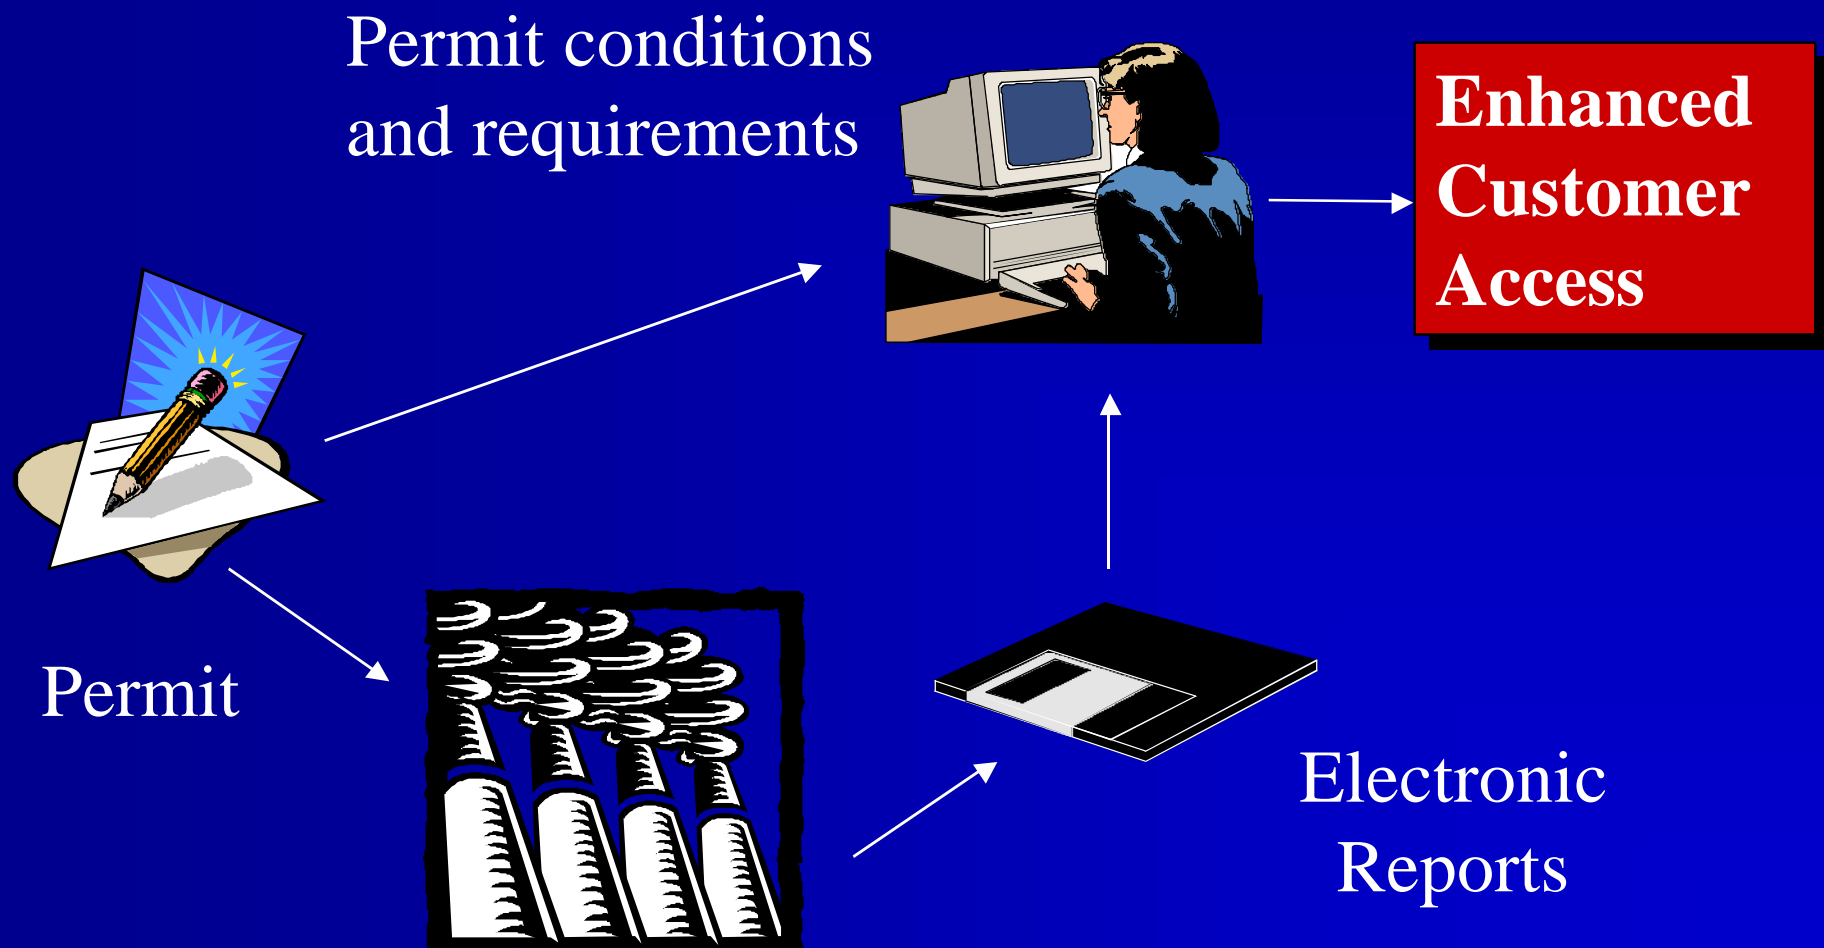 Permit conditions
and requirements
Enhanced
Customer
Access
Permit
Electronic
Reports